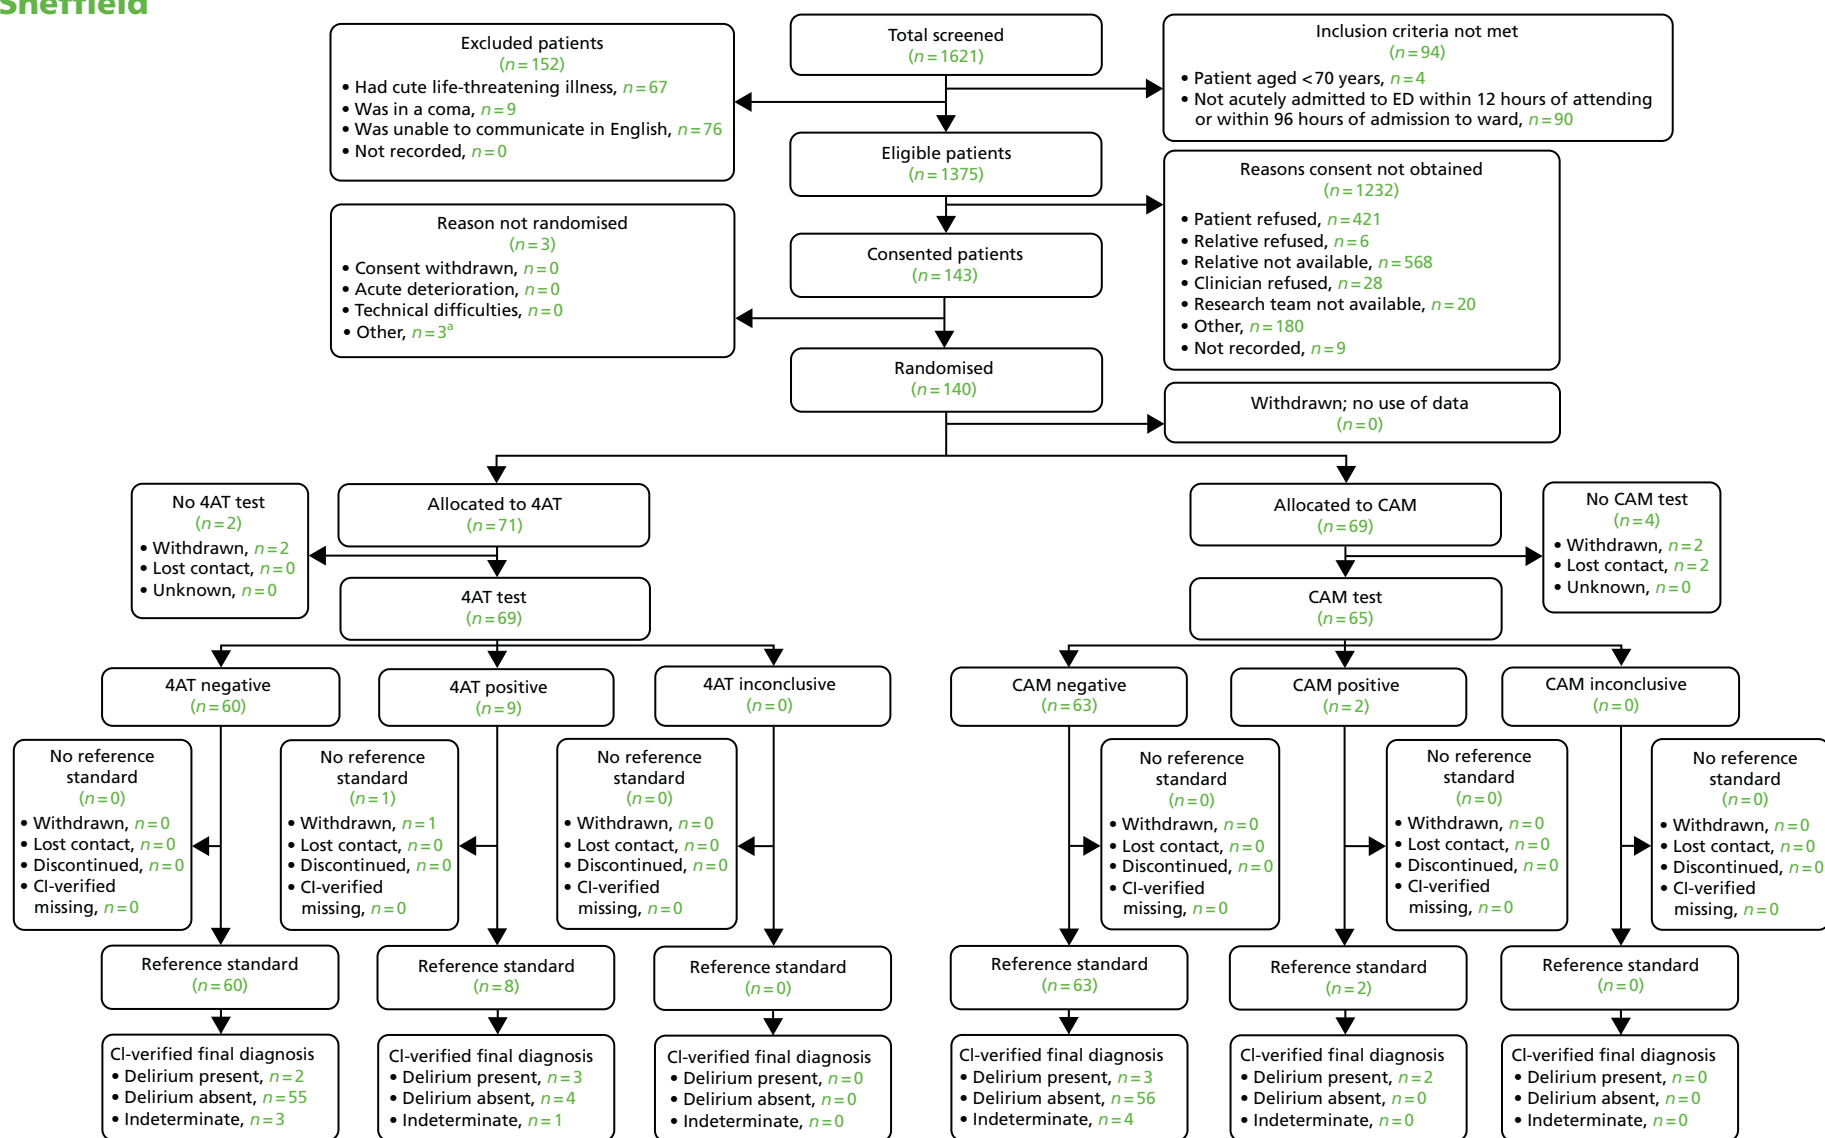 Sheffield
Total screened
(n=1621)
Excluded patients
(n=152)
• Had cute life-threatening illness, n=67
• Was in a coma, n=9
• Was unable to communicate in English, n=76
• Not recorded, n=0
Inclusion criteria not met
(n=94)
• Patient aged <70 years, n=4
• Not acutely admitted to ED within 12 hours of attending
or within 96 hours of admission to ward, n=90
Eligible patients
(n=1375)
Reasons consent not obtained
(n=1232)
• Patient refused, n=421
• Relative refused, n=6
• Relative not available, n=568
• Clinician refused, n=28
• Research team not available, n=20
• Other, n=180
• Not recorded, n=9
Consented patients
(n=143)
Reason not randomised
(n=3)
• Consent withdrawn, n=0
• Acute deterioration, n=0
• Technical difficulties, n=0
• Other, n=3ᵃ
Randomised
(n=140)
Withdrawn; no use of data
(n=0)
Allocated to 4AT
(n=71)
No 4AT test
(n=2)
• Withdrawn, n=2
• Lost contact, n=0
• Unknown, n=0
Allocated to CAM
(n=69)
No CAM test
(n=4)
• Withdrawn, n=2
• Lost contact, n=2
• Unknown, n=0
4AT test
(n=69)
CAM test
(n=65)
4AT negative
(n=60)
4AT positive
(n=9)
4AT inconclusive
(n=0)
CAM negative
(n=63)
CAM positive
(n=2)
CAM inconclusive
(n=0)
No reference
standard
(n=0)
• Withdrawn, n=0
• Lost contact, n=0
• Discontinued, n=0
• CI-verified
missing, n=0
No reference
standard
(n=1)
• Withdrawn, n=1
• Lost contact, n=0
• Discontinued, n=0
• CI-verified
missing, n=0
No reference
standard
(n=0)
• Withdrawn, n=0
• Lost contact, n=0
• Discontinued, n=0
• CI-verified
missing, n=0
No reference
standard
(n=0)
• Withdrawn, n=0
• Lost contact, n=0
• Discontinued, n=0
• CI-verified
missing, n=0
No reference
standard
(n=0)
• Withdrawn, n=0
• Lost contact, n=0
• Discontinued, n=0
• CI-verified
missing, n=0
No reference
standard
(n=0)
• Withdrawn, n=0
• Lost contact, n=0
• Discontinued, n=0
• CI-verified
missing, n=0
Reference standard
(n=60)
Reference standard
(n=8)
Reference standard
(n=0)
Reference standard
(n=63)
Reference standard
(n=2)
Reference standard
(n=0)
CI-verified final diagnosis
• Delirium present, n=2
• Delirium absent, n=55
• Indeterminate, n=3
CI-verified final diagnosis
• Delirium present, n=3
• Delirium absent, n=4
• Indeterminate, n=1
CI-verified final diagnosis
• Delirium present, n=0
• Delirium absent, n=0
• Indeterminate, n=0
CI-verified final diagnosis
• Delirium present, n=3
• Delirium absent, n=56
• Indeterminate, n=4
CI-verified final diagnosis
• Delirium present, n=2
• Delirium absent, n=0
• Indeterminate, n=0
CI-verified final diagnosis
• Delirium present, n=0
• Delirium absent, n=0
• Indeterminate, n=0